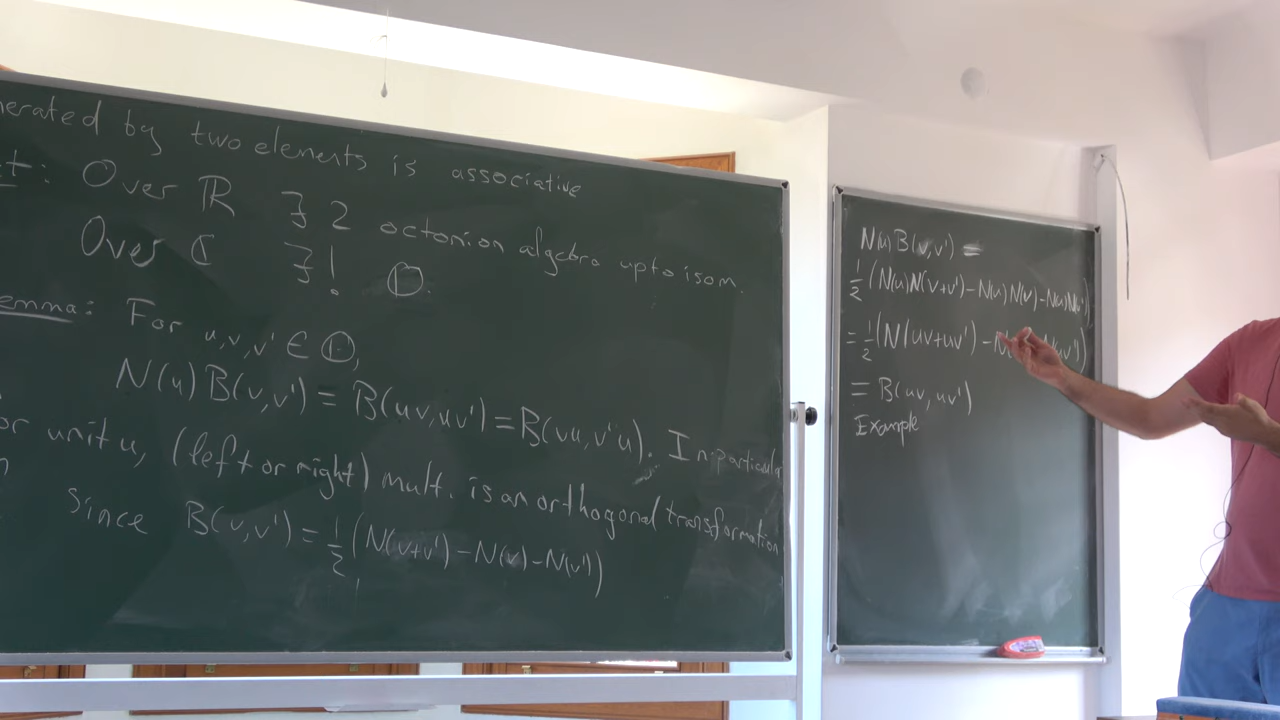 nerated by two elements is associative
t: Over ℝ ∃ 2 octonion algebra up to isom.
Over ℂ ∃! 𝕆
emma: For u,v,v' ∈ 𝕆,
N(u)B(v,v') = B(uv,uv') = B(vu,v'u). In particular
or unit u, (left or right) mult. is an orthogonal transformation
Since B(v,v') = 1/2 (N(v+v') - N(v) - N(v'))
N(u)B(v,v') =
1/2 (N(u)N(v+v') - N(u)N(v) - N(u)N(v'))
= 1/2 (N(uv+uv') -
= B(uv,uv')
Example